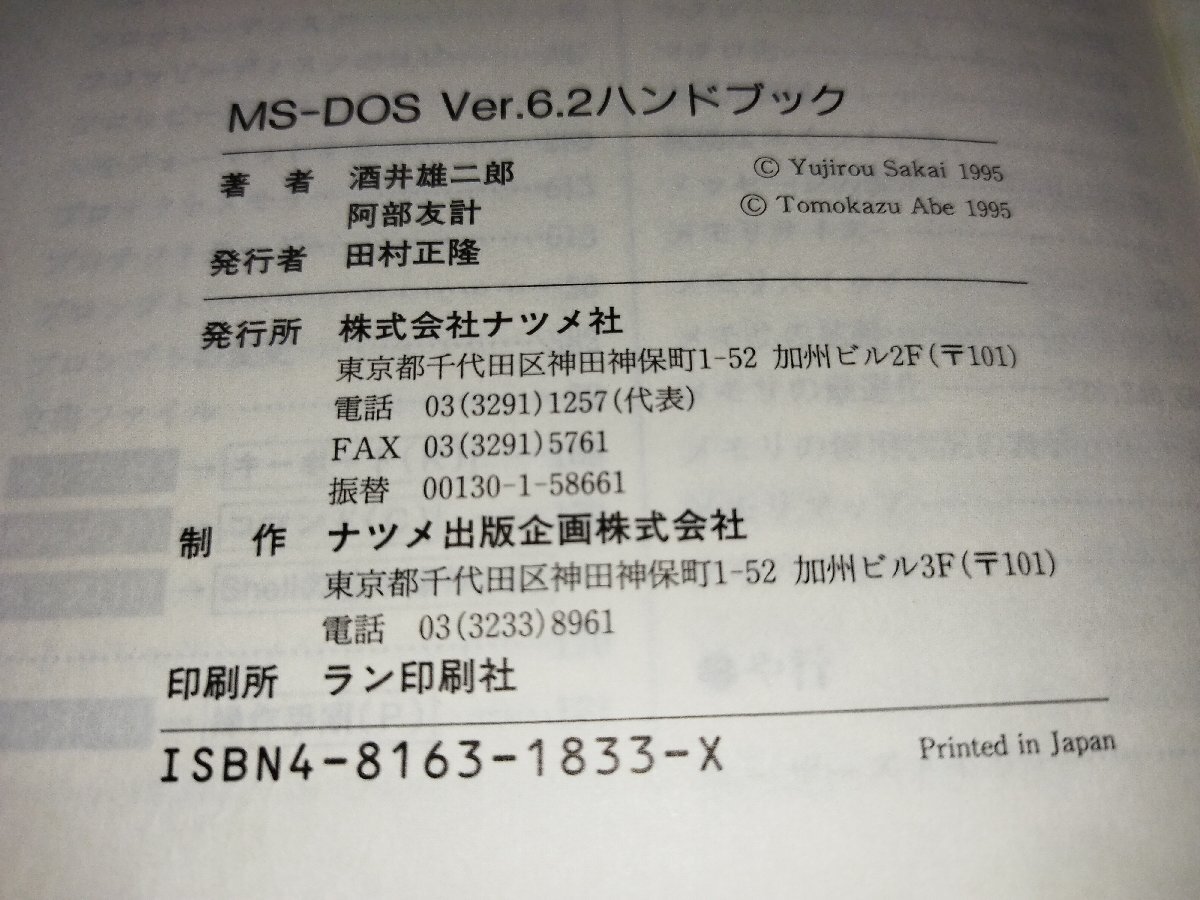 MS-DOS Ver.6.2ハンドブック
著 者 酒井雄二郎 © Yujirou Sakai 1995
阿部友計 © Tomokazu Abe 1995
発行者 田村正隆
発行所 株式会社ナツメ社
東京都千代田区神田神保町1-52 加州ビル2F(〒101)
電話 03(3291)1257(代表)
FAX 03(3291)5761
振替 00130-1-58661
制 作 ナツメ出版企画株式会社
東京都千代田区神田神保町1-52 加州ビル3F(〒101)
電話 03(3233)8961
印刷所 ラン印刷社
ISBN4-8163-1833-X Printed in Japan